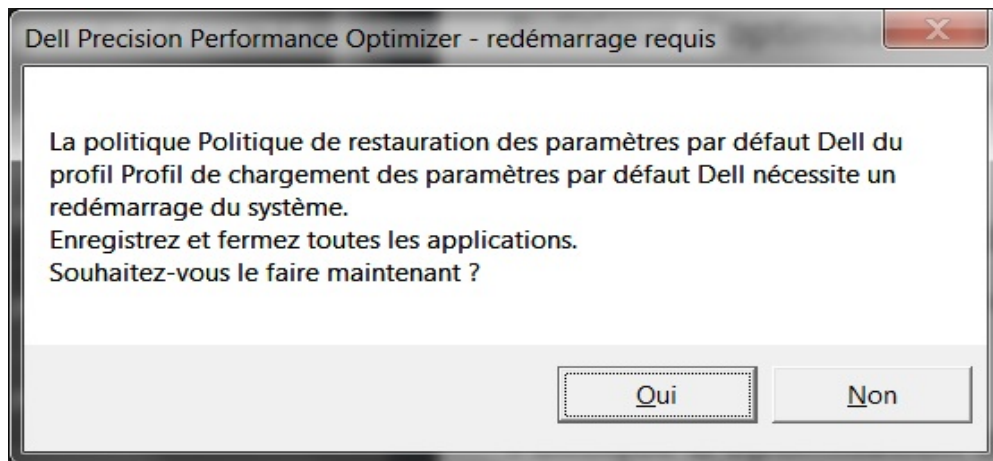 Dell Precision Performance Optimizer - redémarrage requis
La politique Politique de restauration des paramètres par défaut Dell du
profil Profil de chargement des paramètres par défaut Dell nécessite un
redémarrage du système.
Enregistrez et fermez toutes les applications.
Souhaitez-vous le faire maintenant ?
Oui
Non